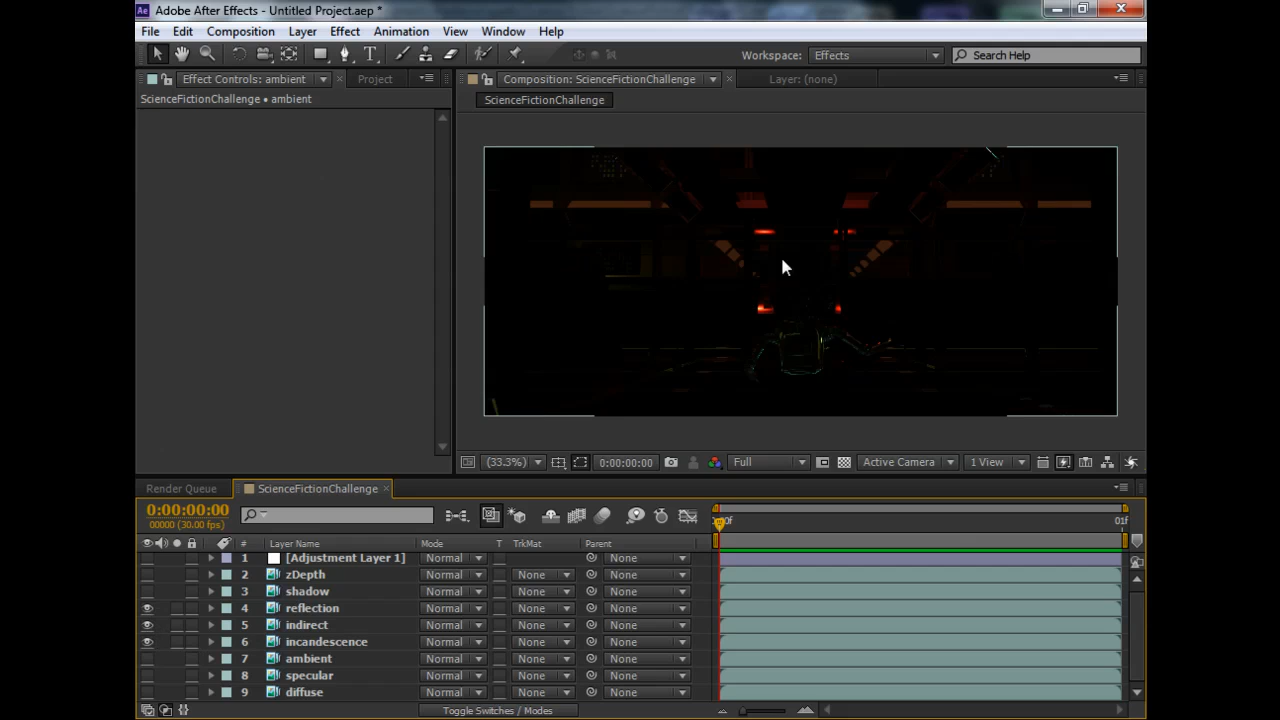 Adobe After Effects - Untitled Project.aep *
File Edit Composition Layer Effect Animation View Window Help
Workspace: Effects Search Help
Effect Controls: ambient Project Composition: ScienceFictionChallenge Layer: (none)
ScienceFictionChallenge • ambient ScienceFictionChallenge
(33.3%) 0:00:00:00 Full Active Camera 1 View
Render Queue ScienceFictionChallenge
0:00:00:00
00000 (30.00 fps) 01f
# Layer Name Mode T TrkMat Parent
1 [Adjustment Layer 1] Normal None
2 zDepth Normal None None
3 shadow Normal None None
4 reflection Normal None None
5 indirect Normal None None
6 incandescence Normal None None
7 ambient Normal None None
8 specular Normal None None
9 diffuse Normal None None
Toggle Switches / Modes